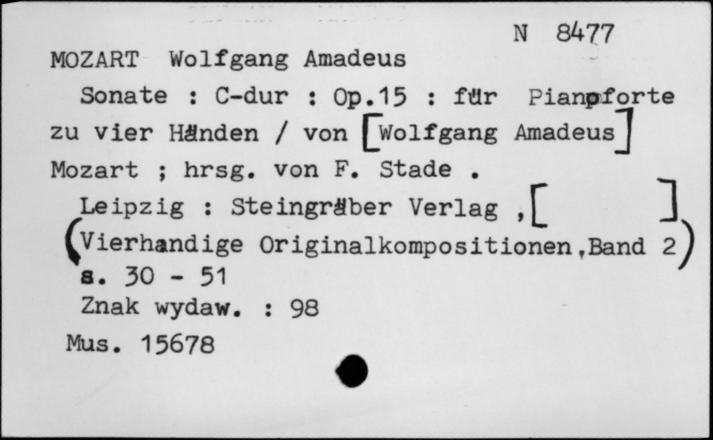 N 8477
MOZART Wolfgang Amadeus
Sonate : C-dur : Op.15 : für Pianoforte
zu vier Händen / von [Wolfgang Amadeus]
Mozart ; hrsg. von F. Stade .
Leipzig : Steingräber Verlag ,[ ]
(Vierhandige Originalkompositionen,Band 2)
s. 30 - 51
Znak wydaw. : 98
Mus. 15678